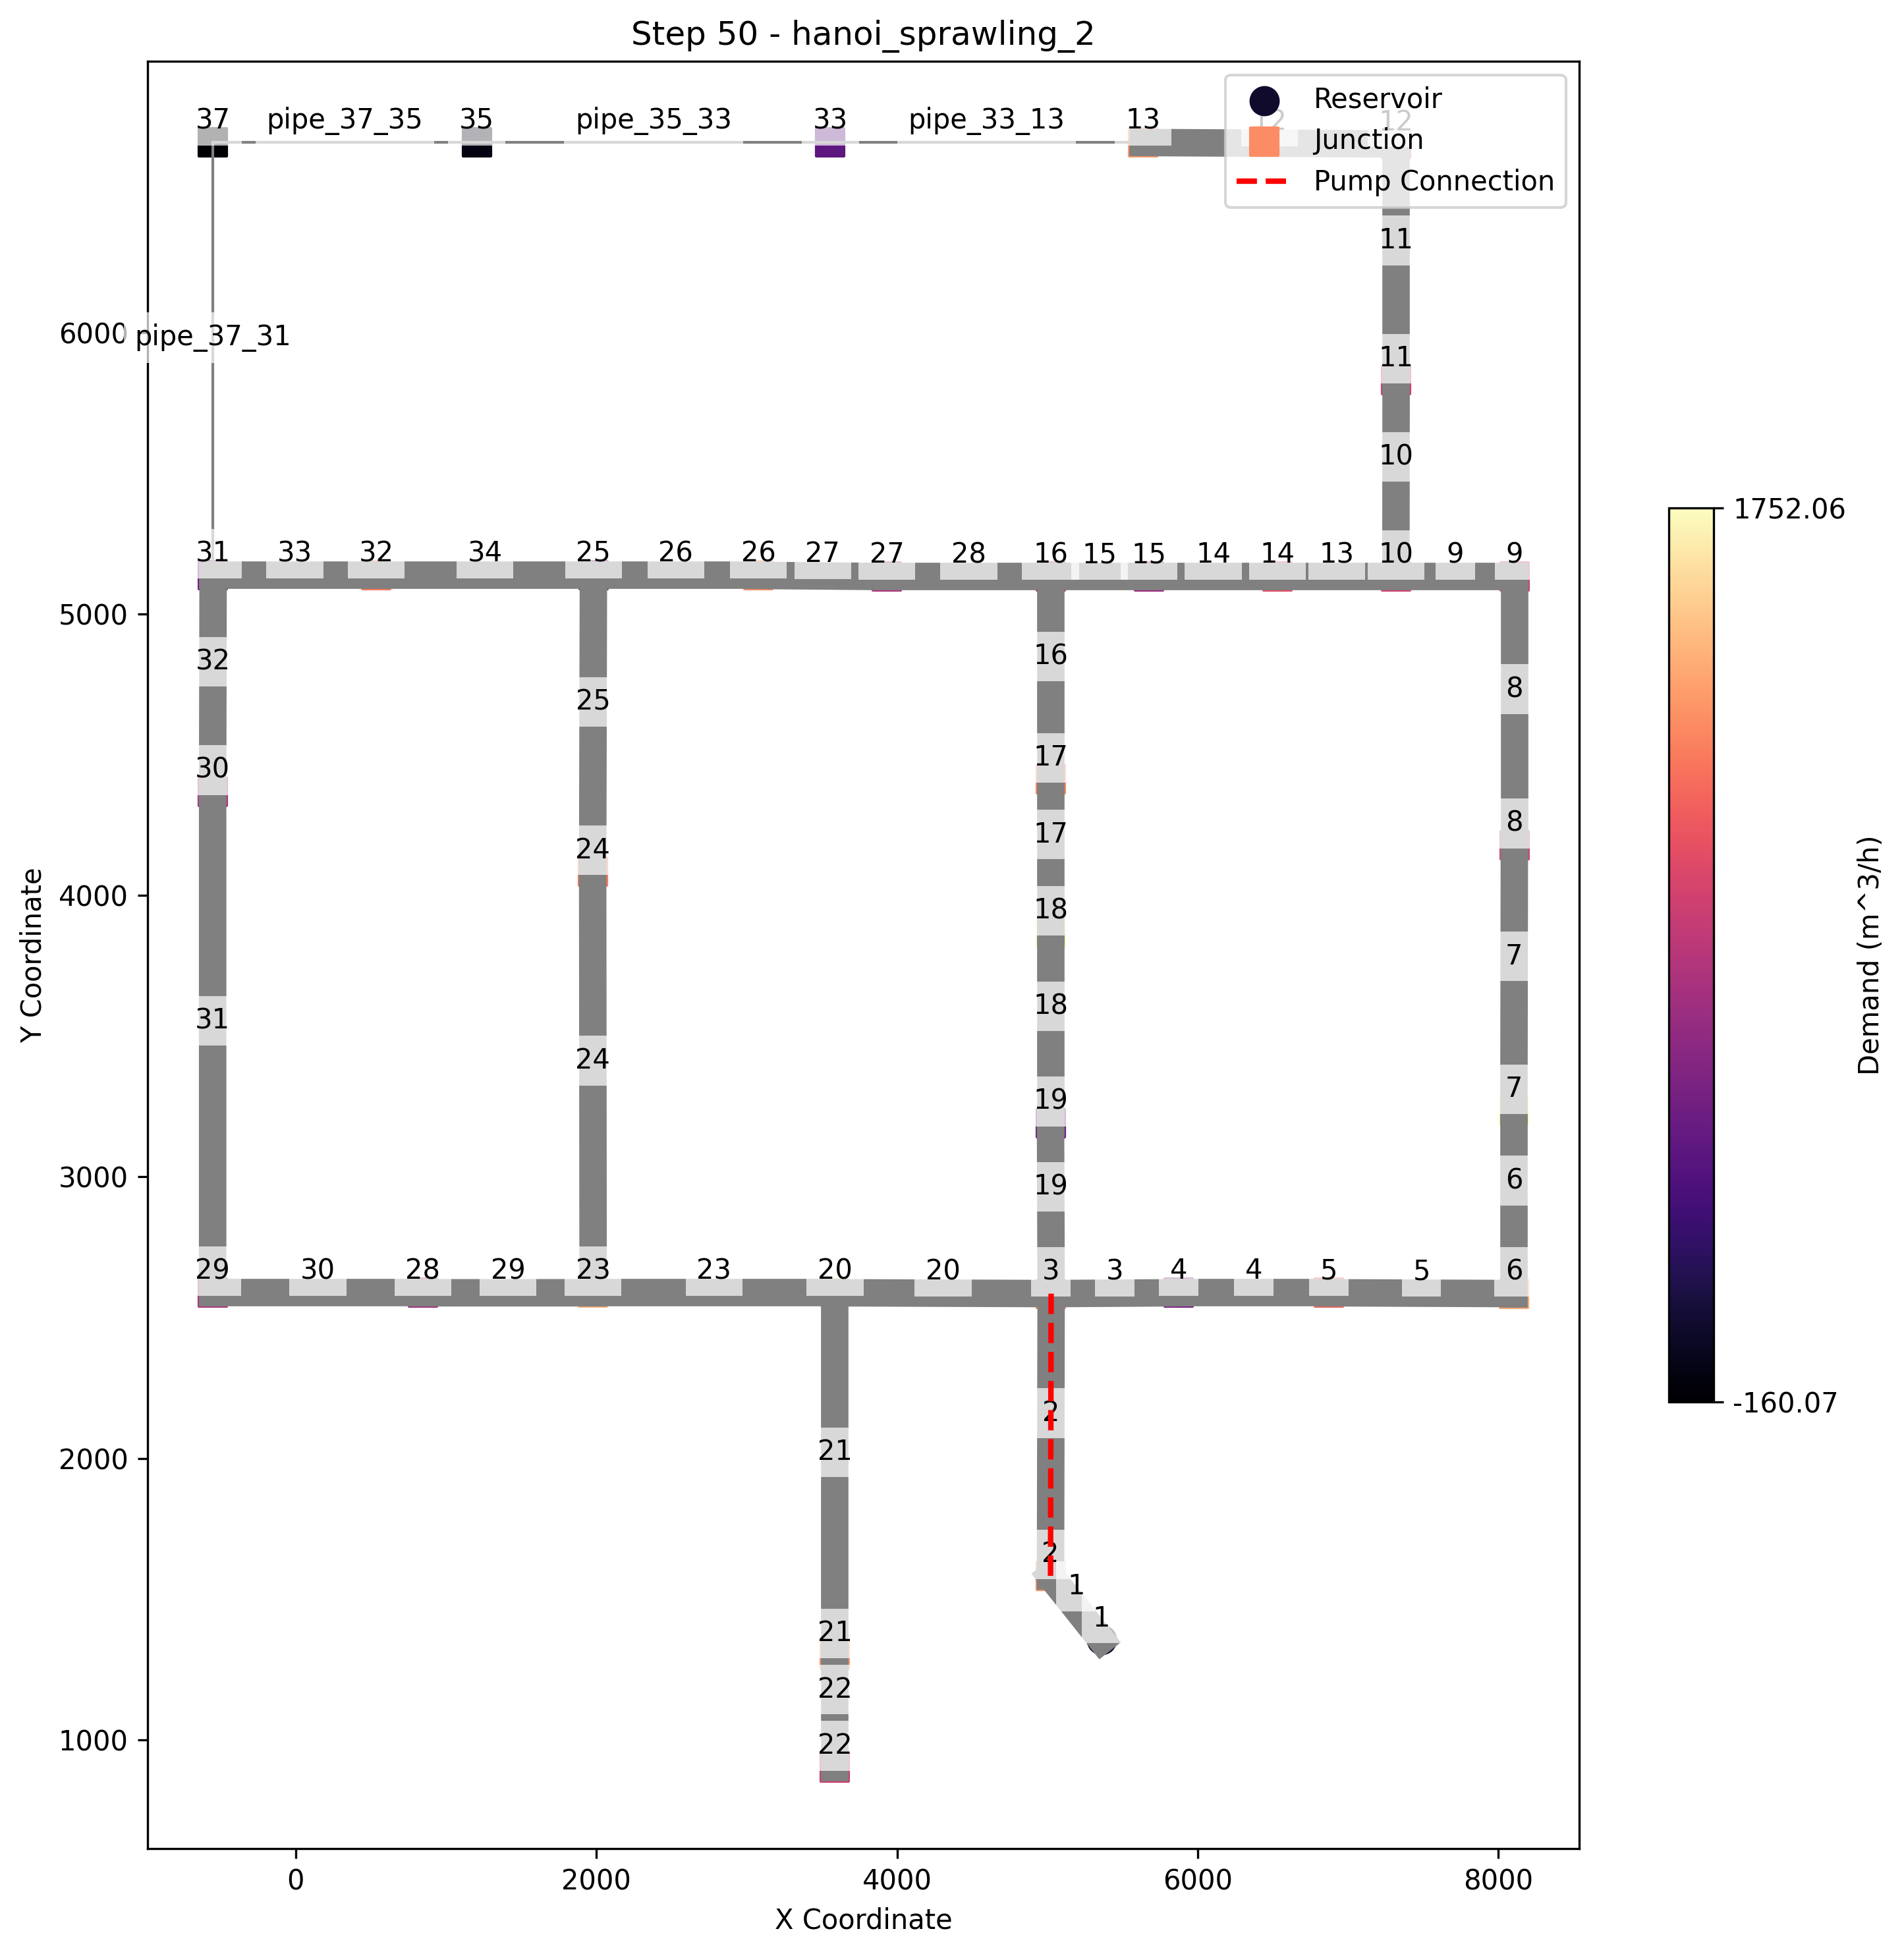 Step 50 - hanoi_sprawling_2
37 pipe_37_35 35 pipe_35_33 33 pipe_33_13 13 12 12
Reservoir
Junction
Pump Connection
11
pipe_37_31
11
10
31 33 32 34 25 26 26 27 27 28 16 15 15 14 14 13 10 9 9
32 25 16 8
30 24 17 8
17
18
7
31 24 18
19 7
19 6
29 30 28 29 23 23 20 20 3 3 4 4 5 5 6
2
21
2
1
1
21
22
22
6000
5000
4000
3000
2000
1000
0 2000 4000 6000 8000
X Coordinate
Y Coordinate
1752.06
-160.07
Demand (m^3/h)